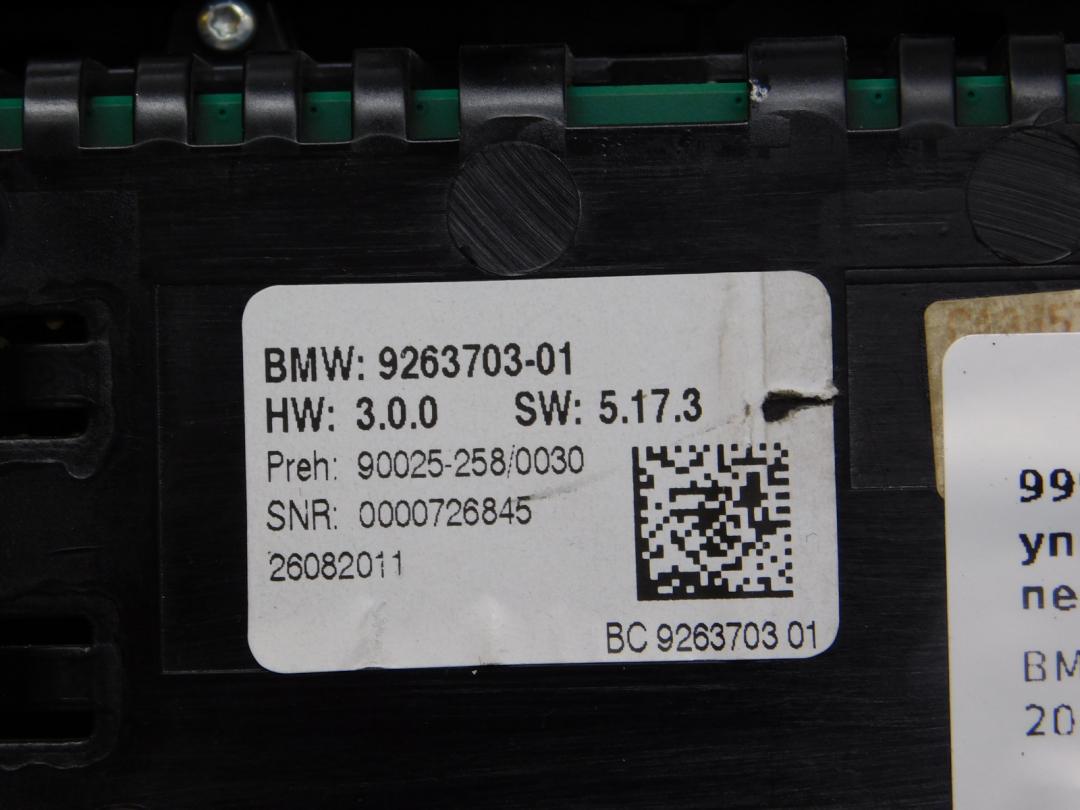 BMW: 9263703-01
HW: 3.0.0 SW: 5.17.3
Preh: 90025-258/0030
SNR: 0000726845
26082011
BC 9263703 01
99
уп
пе
BM
20